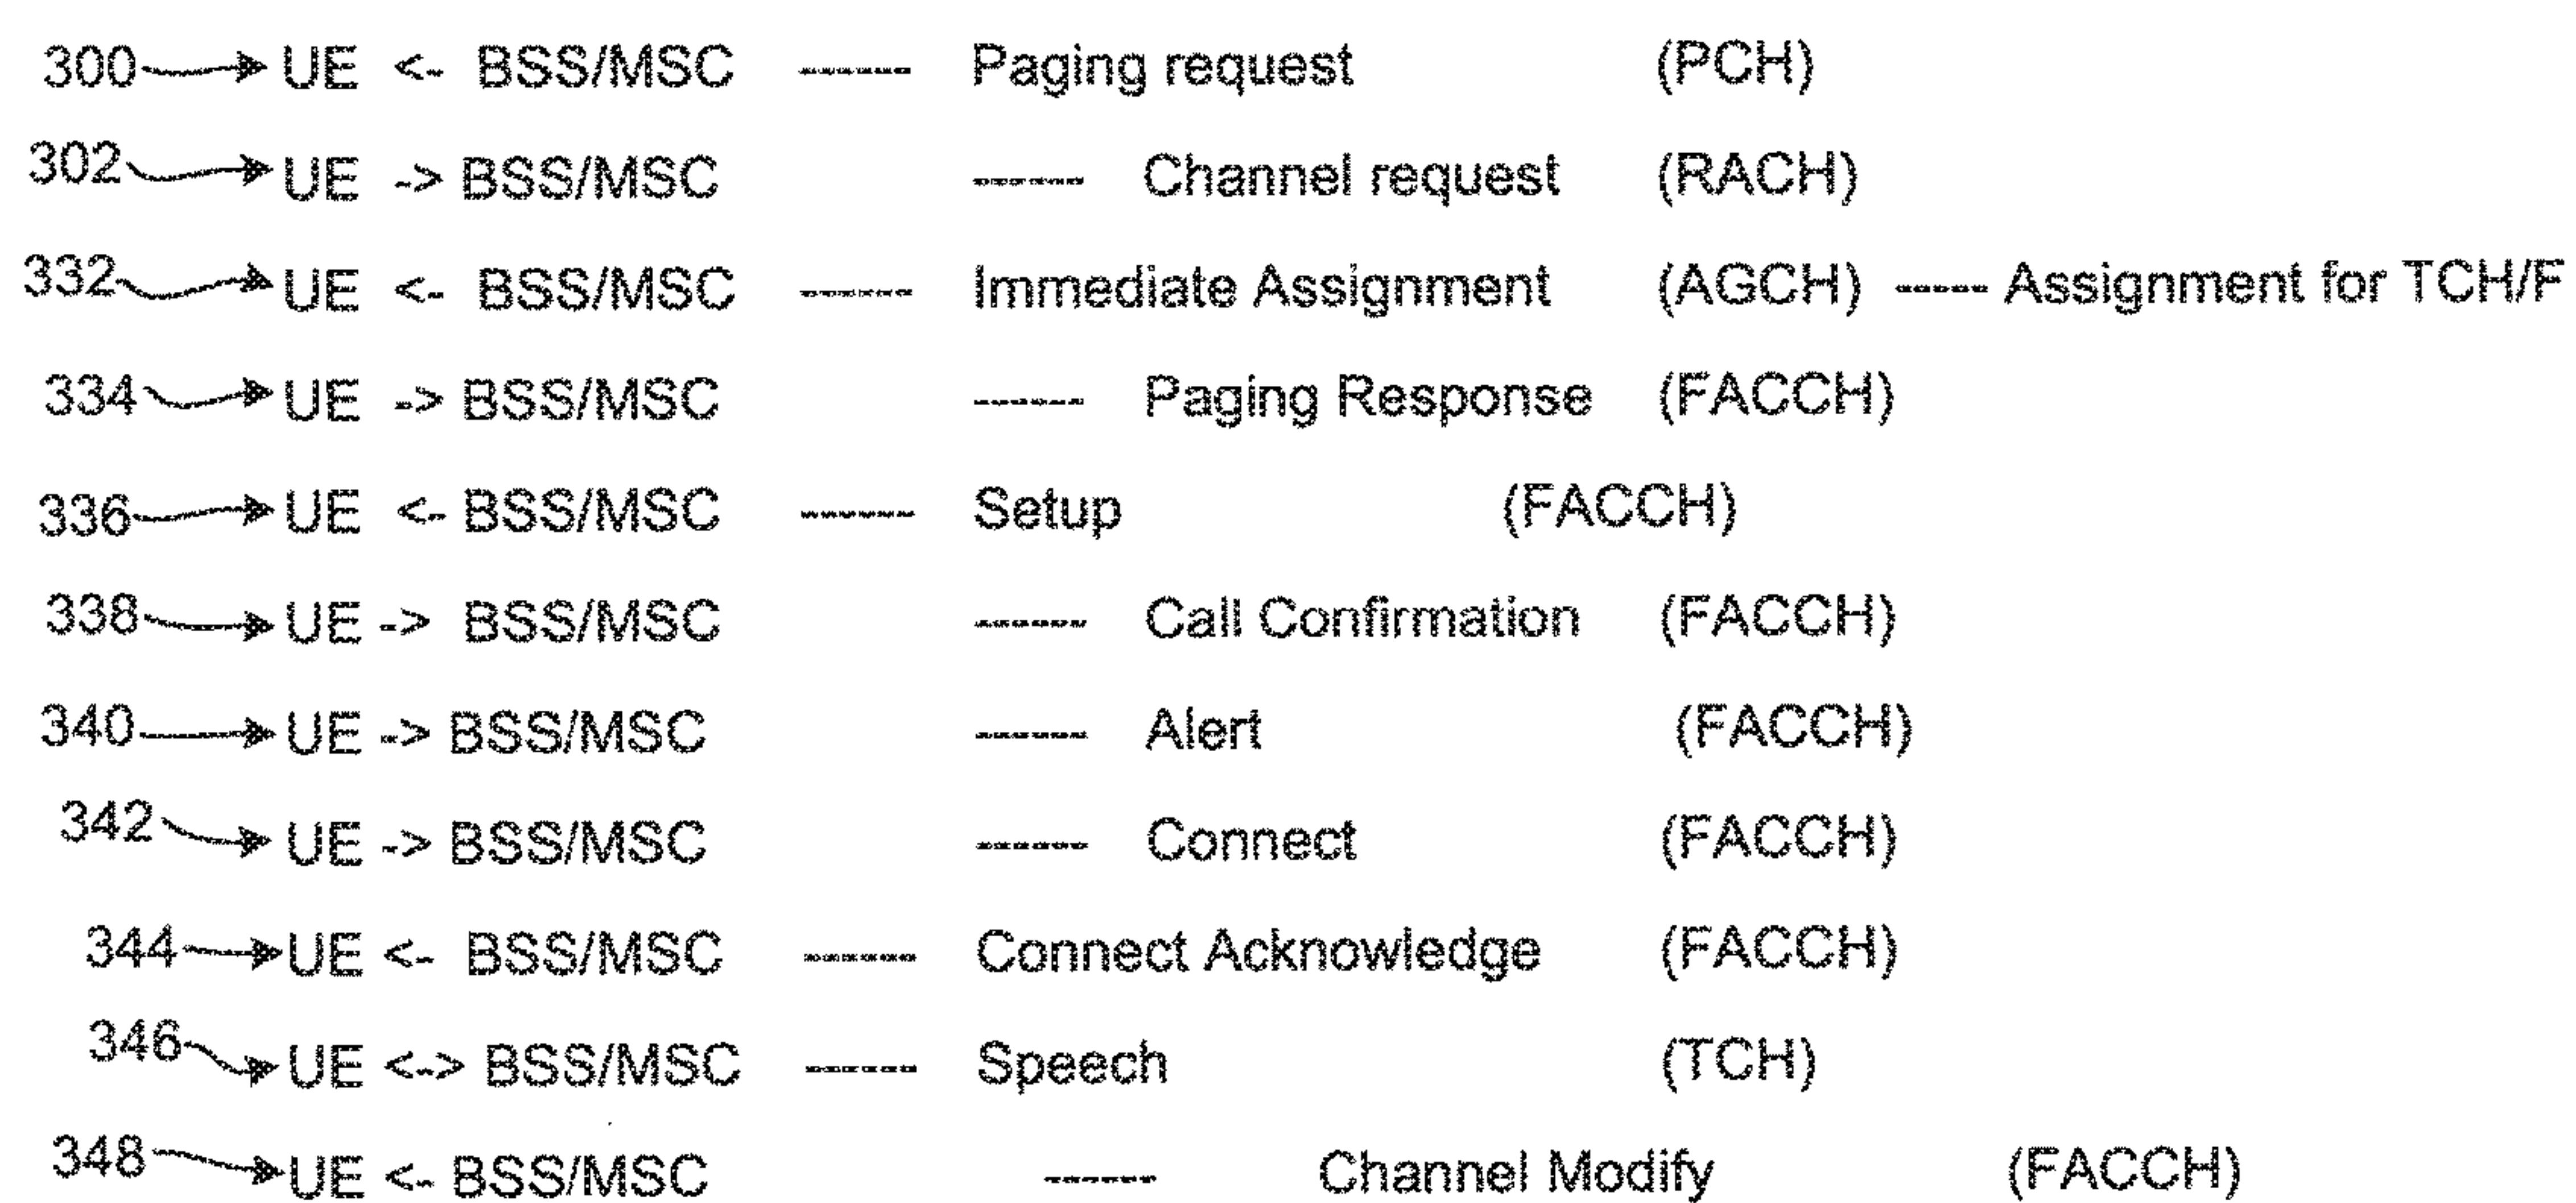 300 UE <- BSS/MSC ----- Paging request (PCH)
302 UE -> BSS/MSC ----- Channel request (RACH)
332 UE <- BSS/MSC ----- Immediate Assignment (AGCH) ----- Assignment for TCH/F
334 UE -> BSS/MSC ----- Paging Response (FACCH)
336 UE <- BSS/MSC ----- Setup (FACCH)
338 UE -> BSS/MSC ----- Call Confirmation (FACCH)
340 UE -> BSS/MSC ----- Alert (FACCH)
342 UE -> BSS/MSC ----- Connect (FACCH)
344 UE <- BSS/MSC ----- Connect Acknowledge (FACCH)
346 UE <-> BSS/MSC ----- Speech (TCH)
348 UE <- BSS/MSC ----- Channel Modify (FACCH)